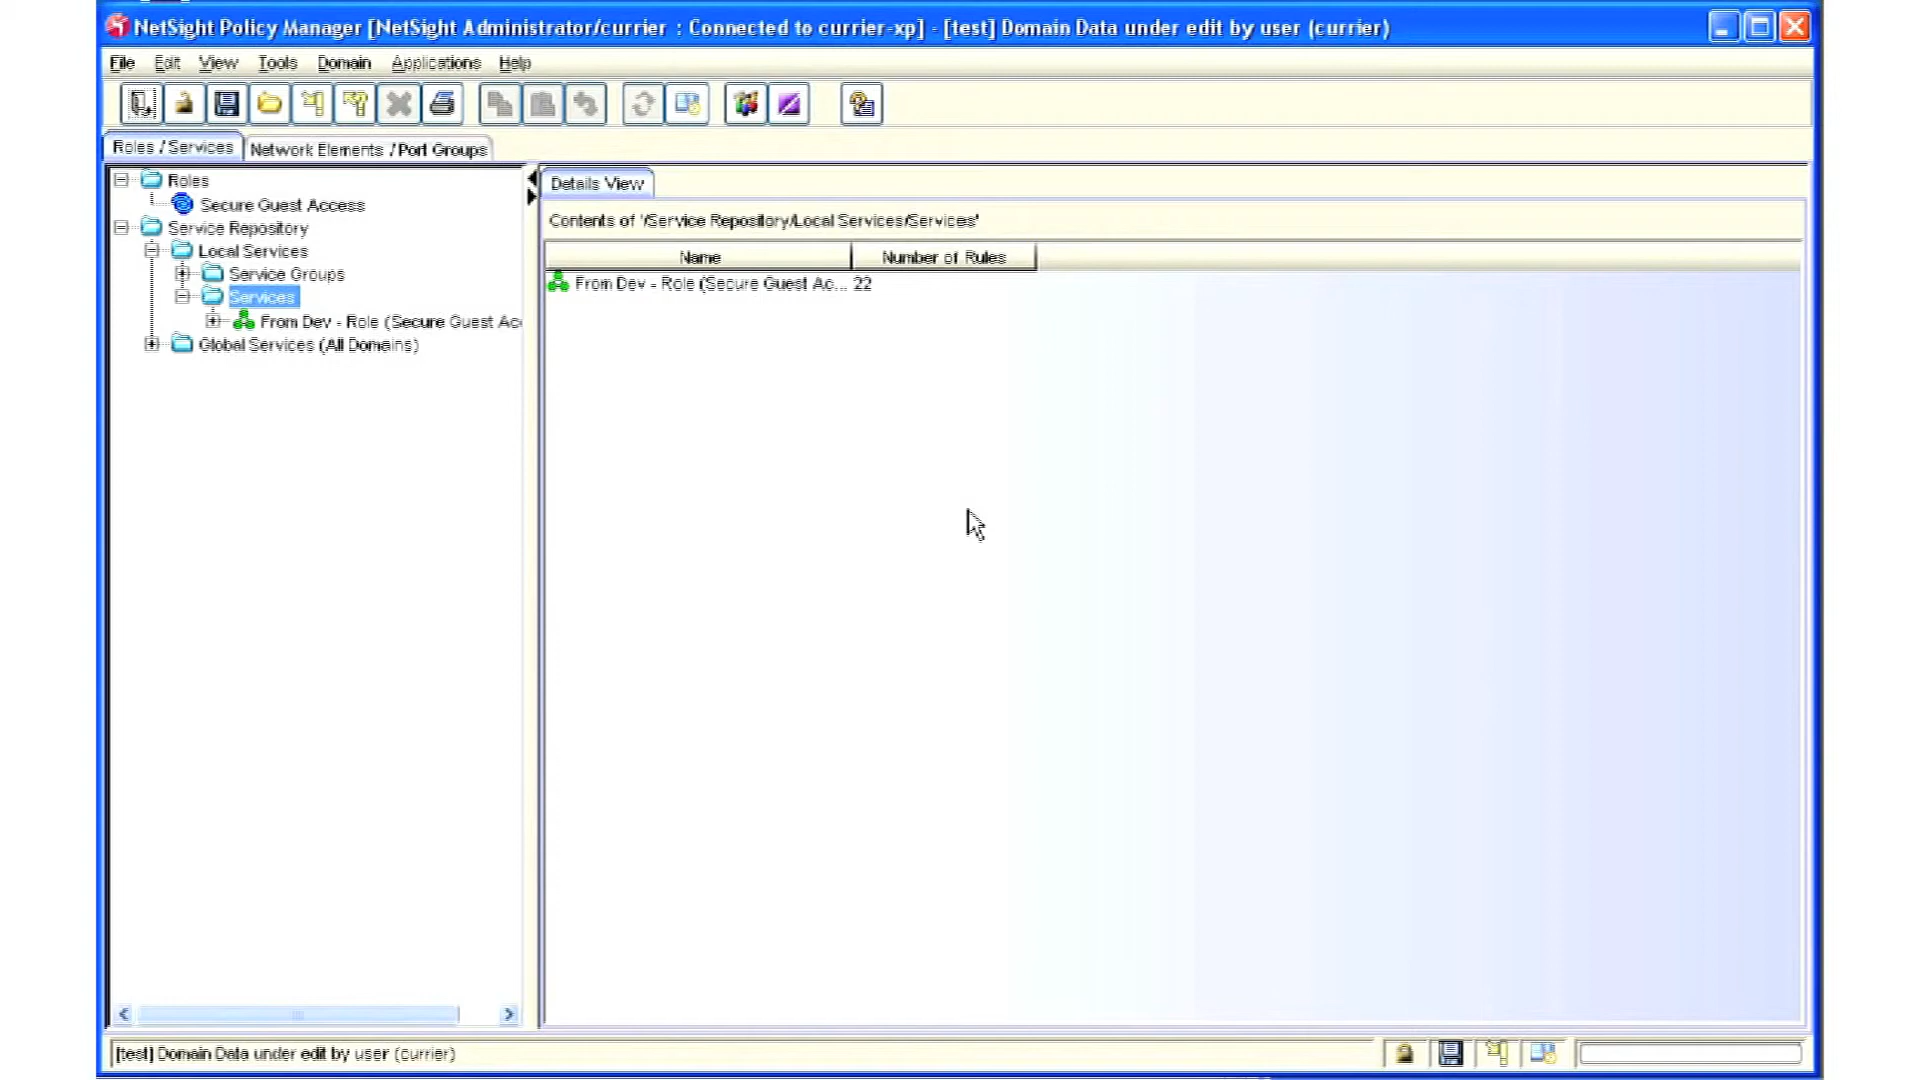 NetSight Policy Manager [NetSight Administrator/currier : Connected to currier-xp] - [test] Domain Data under edit by user (currier)
File Edit View Tools Domain Applications Help
Roles / Services Network Elements / Port Groups
Roles
Secure Guest Access
Service Repository
Local Services
Service Groups
Services
From Dev - Role (Secure Guest Ac
Global Services (All Domains)
Details View
Contents of '/Service Repository/Local Services/Services'
Name Number of Rules
From Dev - Role (Secure Guest Ac... 22
[test] Domain Data under edit by user (currier)